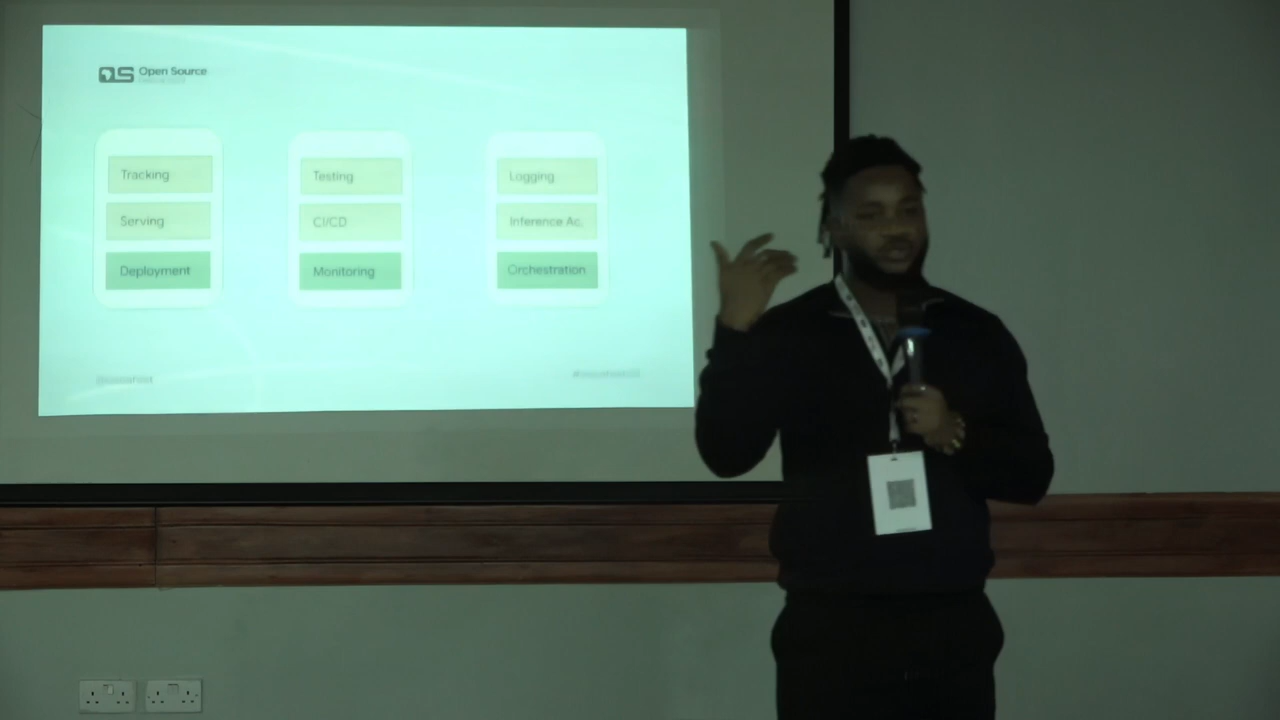 Open Source
Tracking
Serving
Deployment
Testing
CI/CD
Monitoring
Logging
Inference Ac.
Orchestration